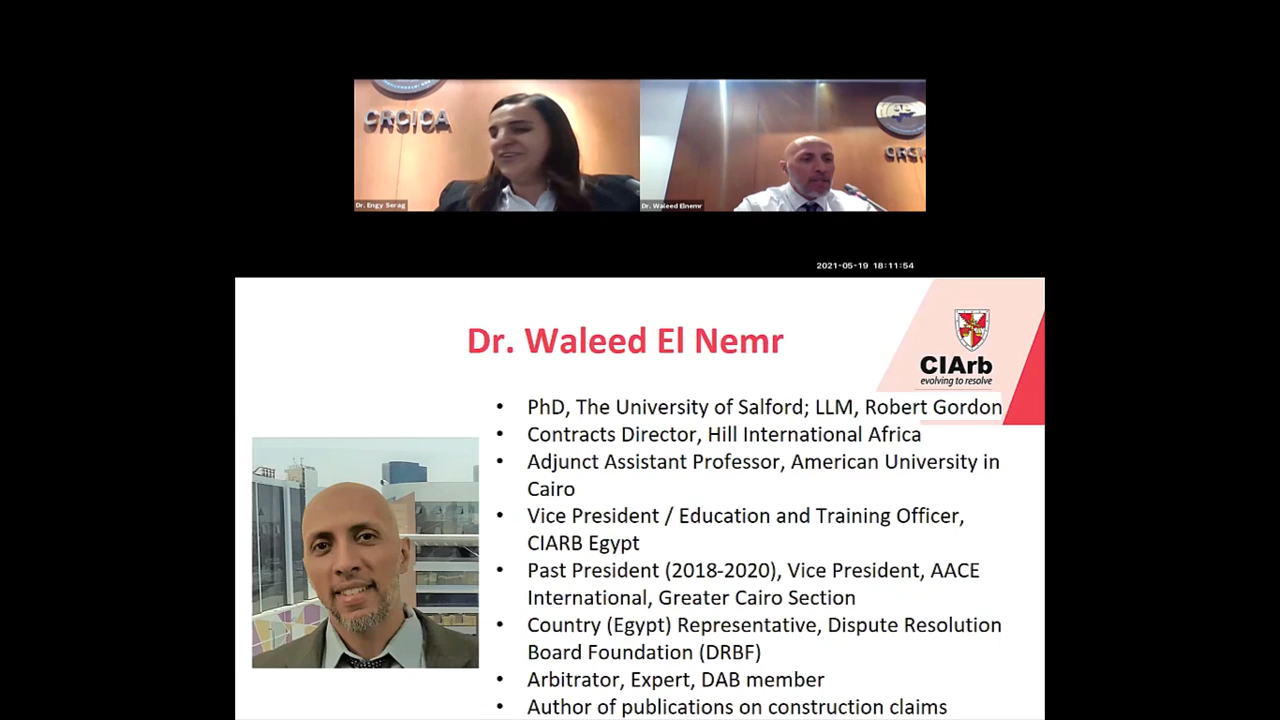 CRCICA
Dr. Engy Serag
CRCI
Dr. Waleed Elnemr
2021-05-19 18:11:54
Dr. Waleed El Nemr
CIArb
evolving to resolve
• PhD, The University of Salford; LLM, Robert Gordon
• Contracts Director, Hill International Africa
• Adjunct Assistant Professor, American University in
Cairo
• Vice President / Education and Training Officer,
CIARB Egypt
• Past President (2018-2020), Vice President, AACE
International, Greater Cairo Section
• Country (Egypt) Representative, Dispute Resolution
Board Foundation (DRBF)
• Arbitrator, Expert, DAB member
• Author of publications on construction claims